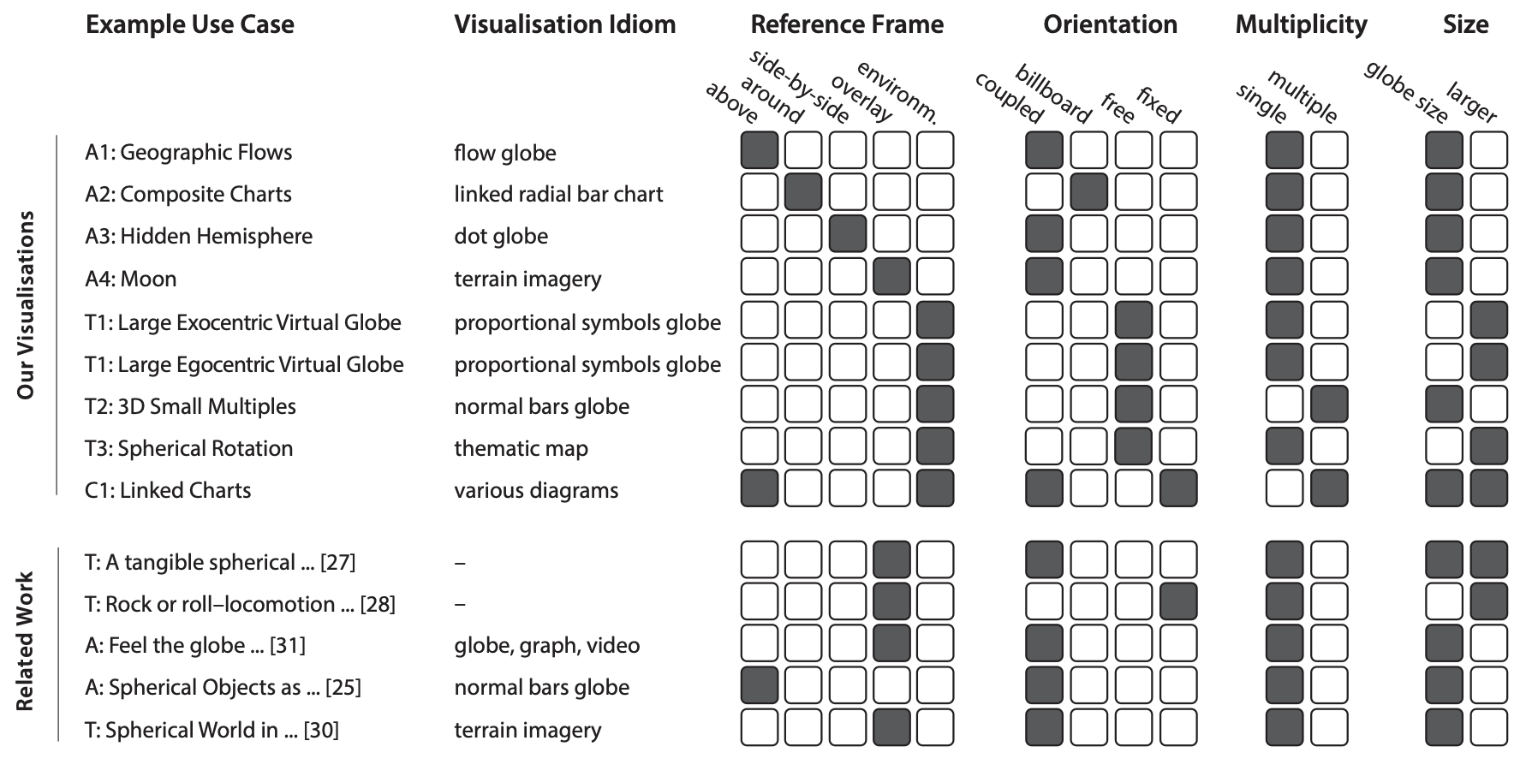 Example Use Case Visualisation Idiom Reference Frame Orientation Multiplicity Size
above around side-by-side overlay environm. coupled billboard free fixed single multiple globe size larger
Our Visualisations
A1: Geographic Flows flow globe
A2: Composite Charts linked radial bar chart
A3: Hidden Hemisphere dot globe
A4: Moon terrain imagery
T1: Large Exocentric Virtual Globe proportional symbols globe
T1: Large Egocentric Virtual Globe proportional symbols globe
T2: 3D Small Multiples normal bars globe
T3: Spherical Rotation thematic map
C1: Linked Charts various diagrams
Related Work
T: A tangible spherical ... [27] –
T: Rock or roll–locomotion ... [28] –
A: Feel the globe ... [31] globe, graph, video
A: Spherical Objects as ... [25] normal bars globe
T: Spherical World in ... [30] terrain imagery